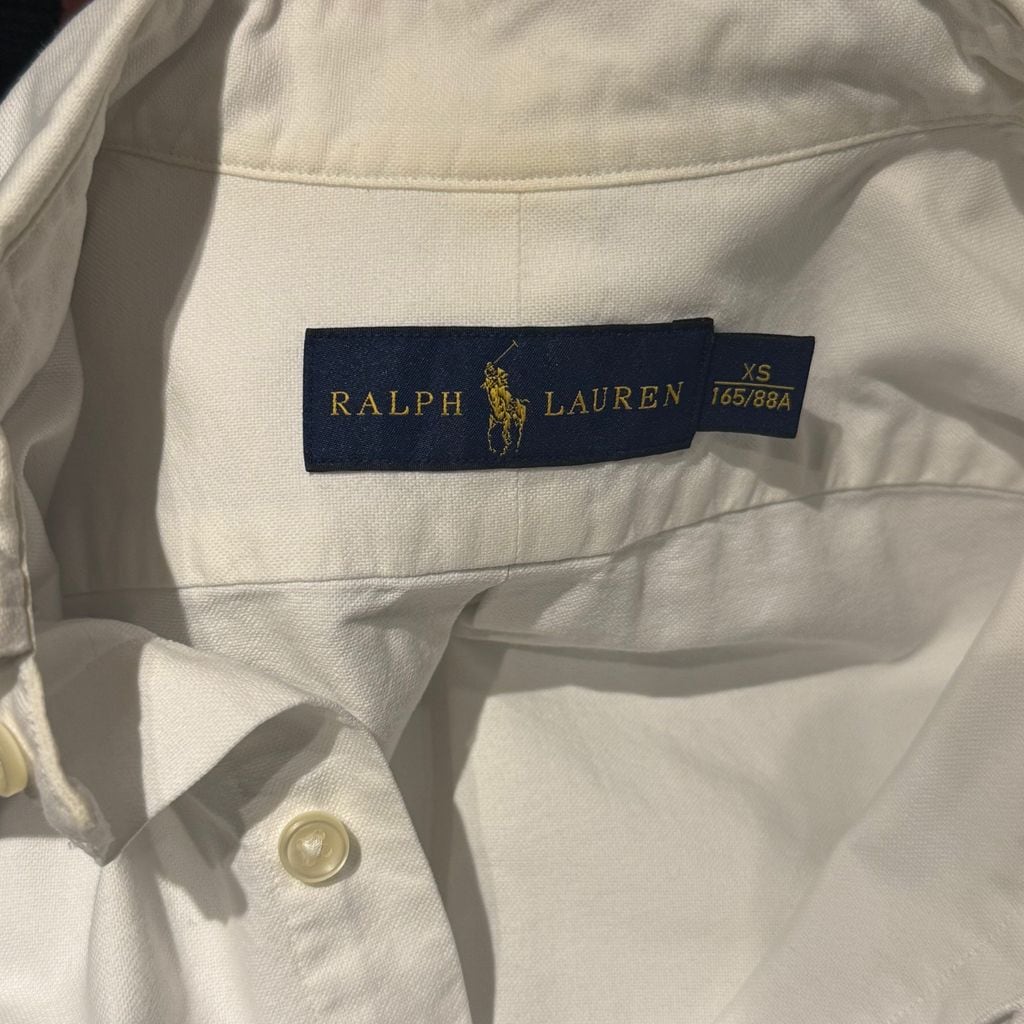 RALPH LAUREN
XS
165/88A